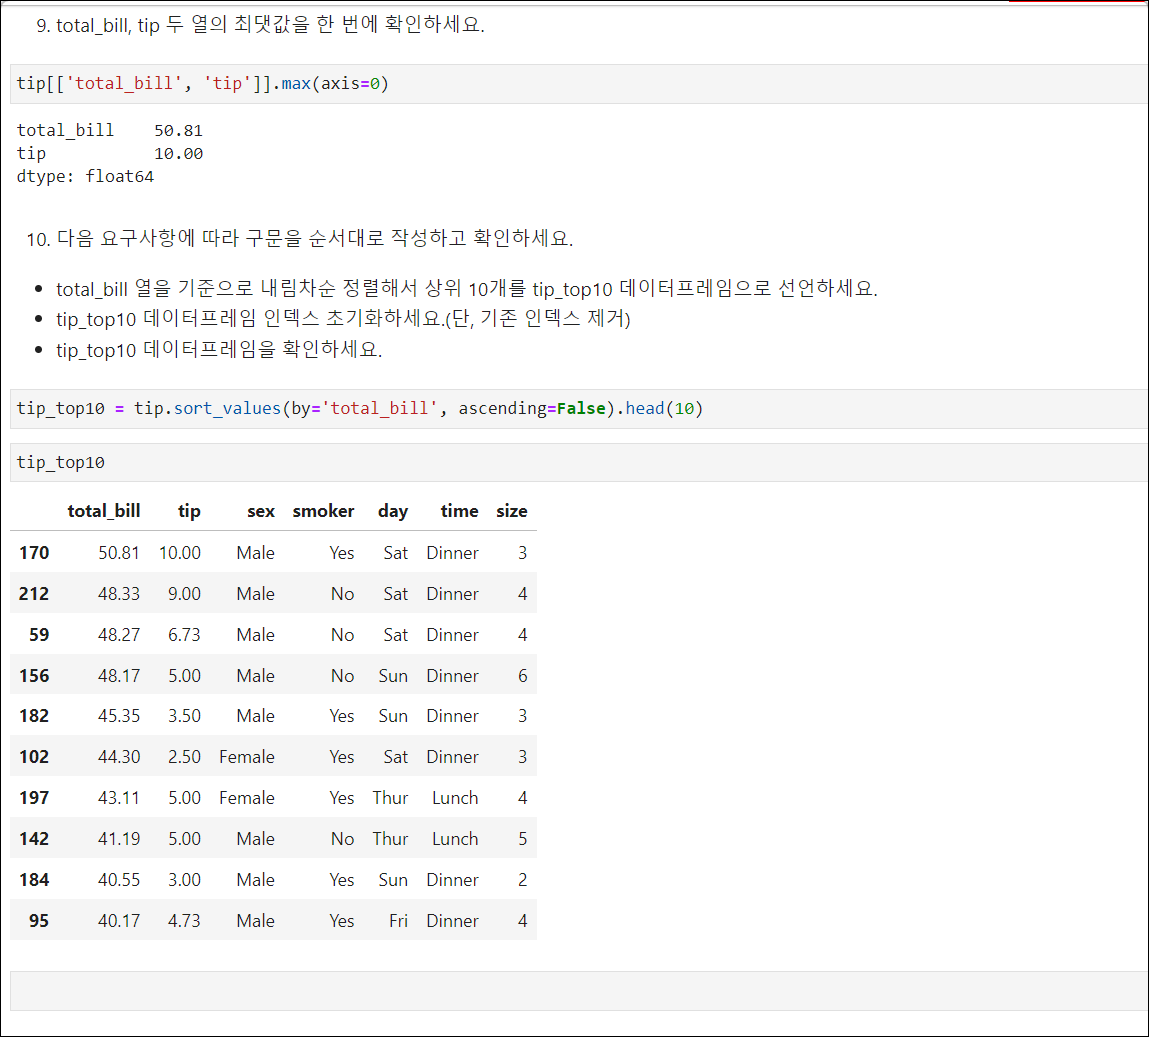 9. total_bill, tip 두 열의 최댓값을 한 번에 확인하세요.
tip[['total_bill', 'tip']].max(axis=0)
total_bill    50.81
tip           10.00
dtype: float64
10. 다음 요구사항에 따라 구문을 순서대로 작성하고 확인하세요.
• total_bill 열을 기준으로 내림차순 정렬해서 상위 10개를 tip_top10 데이터프레임으로 선언하세요.
• tip_top10 데이터프레임 인덱스 초기화하세요.(단, 기존 인덱스 제거)
• tip_top10 데이터프레임을 확인하세요.
tip_top10 = tip.sort_values(by='total_bill', ascending=False).head(10)
tip_top10
total_bill tip sex smoker day time size
170 50.81 10.00 Male Yes Sat Dinner 3
212 48.33 9.00 Male No Sat Dinner 4
59 48.27 6.73 Male No Sat Dinner 4
156 48.17 5.00 Male No Sun Dinner 6
182 45.35 3.50 Male Yes Sun Dinner 3
102 44.30 2.50 Female Yes Sat Dinner 3
197 43.11 5.00 Female Yes Thur Lunch 4
142 41.19 5.00 Male No Thur Lunch 5
184 40.55 3.00 Male Yes Sun Dinner 2
95 40.17 4.73 Male Yes Fri Dinner 4